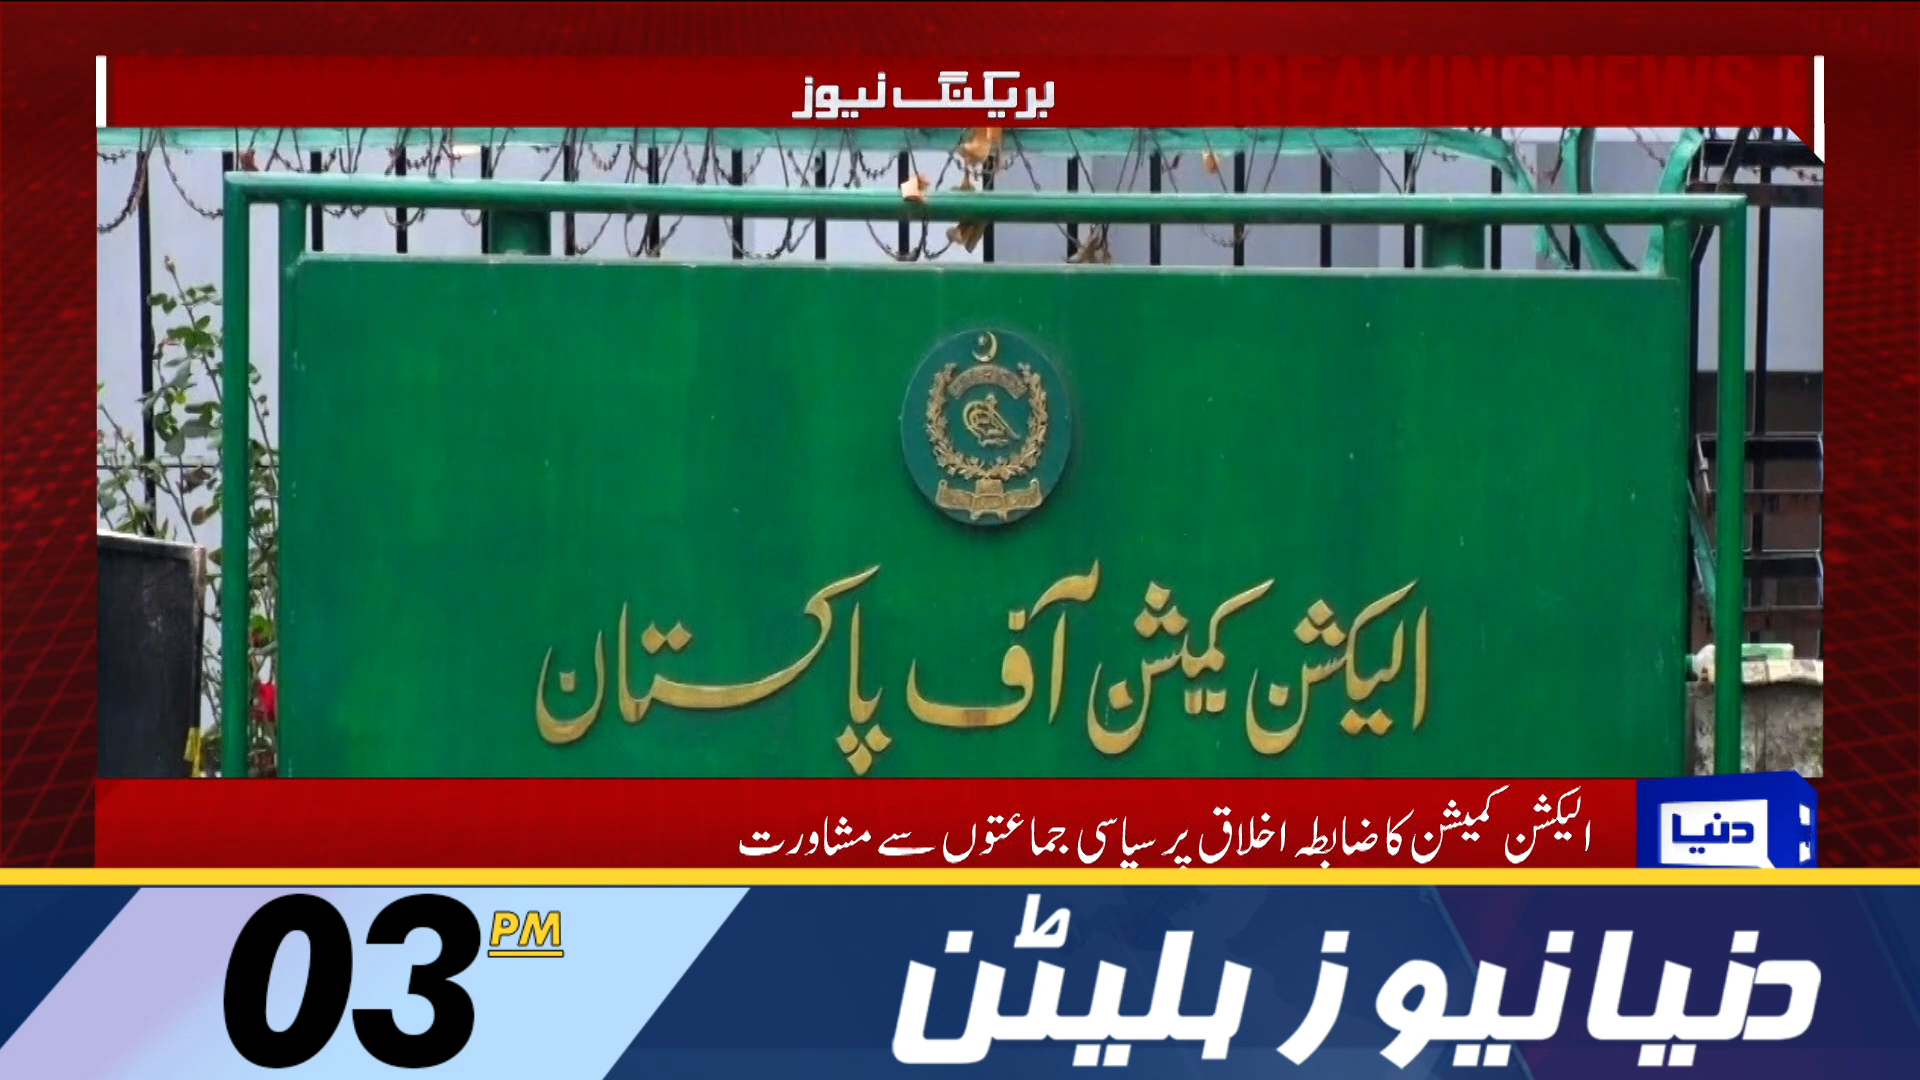 بریکنگ نیوز
BREAKINGNEWS
الیکشن کمیشن آف پاکستان
الیکشن کمیشن کا ضابطہ اخلاق پر سیاسی جماعتوں سے مشاورت
دنیا
03 PM
دنیا نیوز بلیٹن